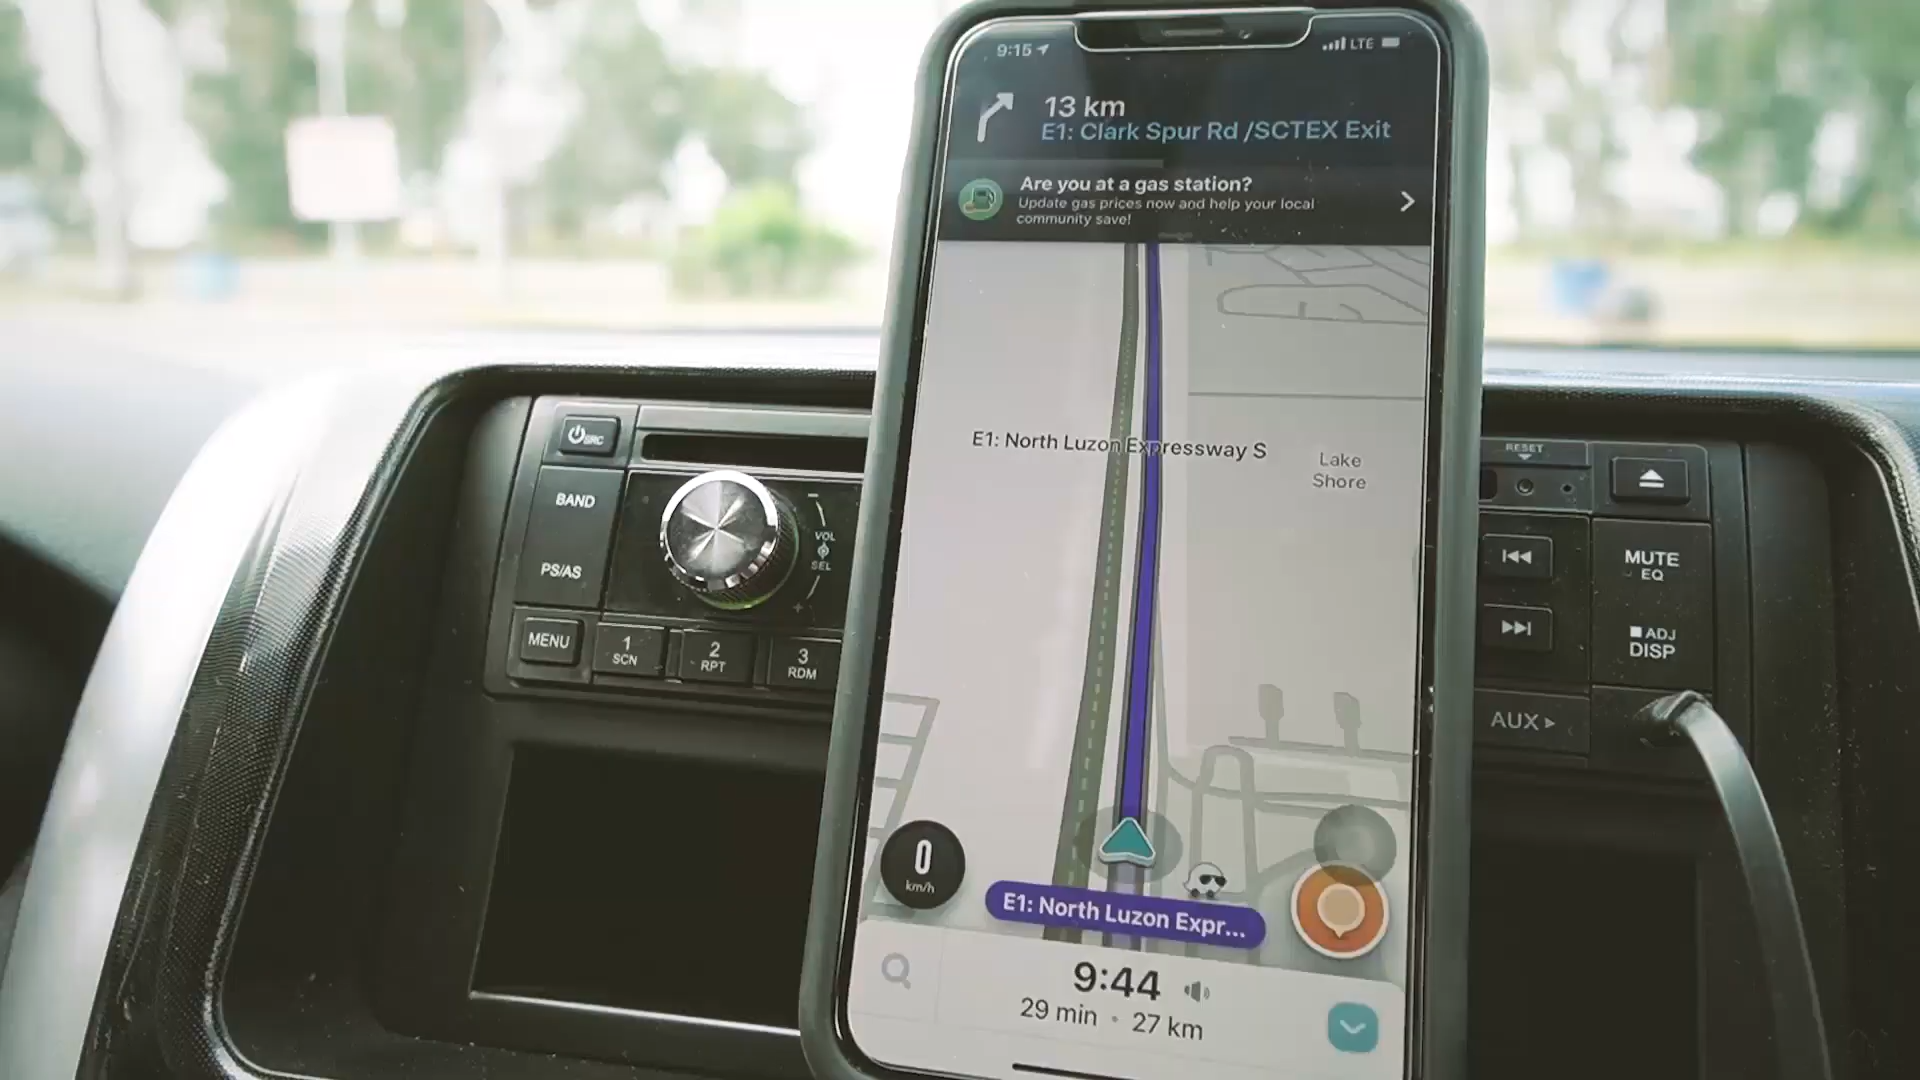 9:15
LTE
13 km
E1: Clark Spur Rd /SCTEX Exit
Are you at a gas station?
Update gas prices now and help your local
community save!
E1: North Luzon Expressway S
Lake
Shore
0
km/h
E1: North Luzon Expr...
9:44
29 min • 27 km
SRC
BAND
PS/AS
VOL
SEL
MENU
1
SCN
2
RPT
3
RDM
RESET
MUTE
EQ
ADJ
DISP
AUX